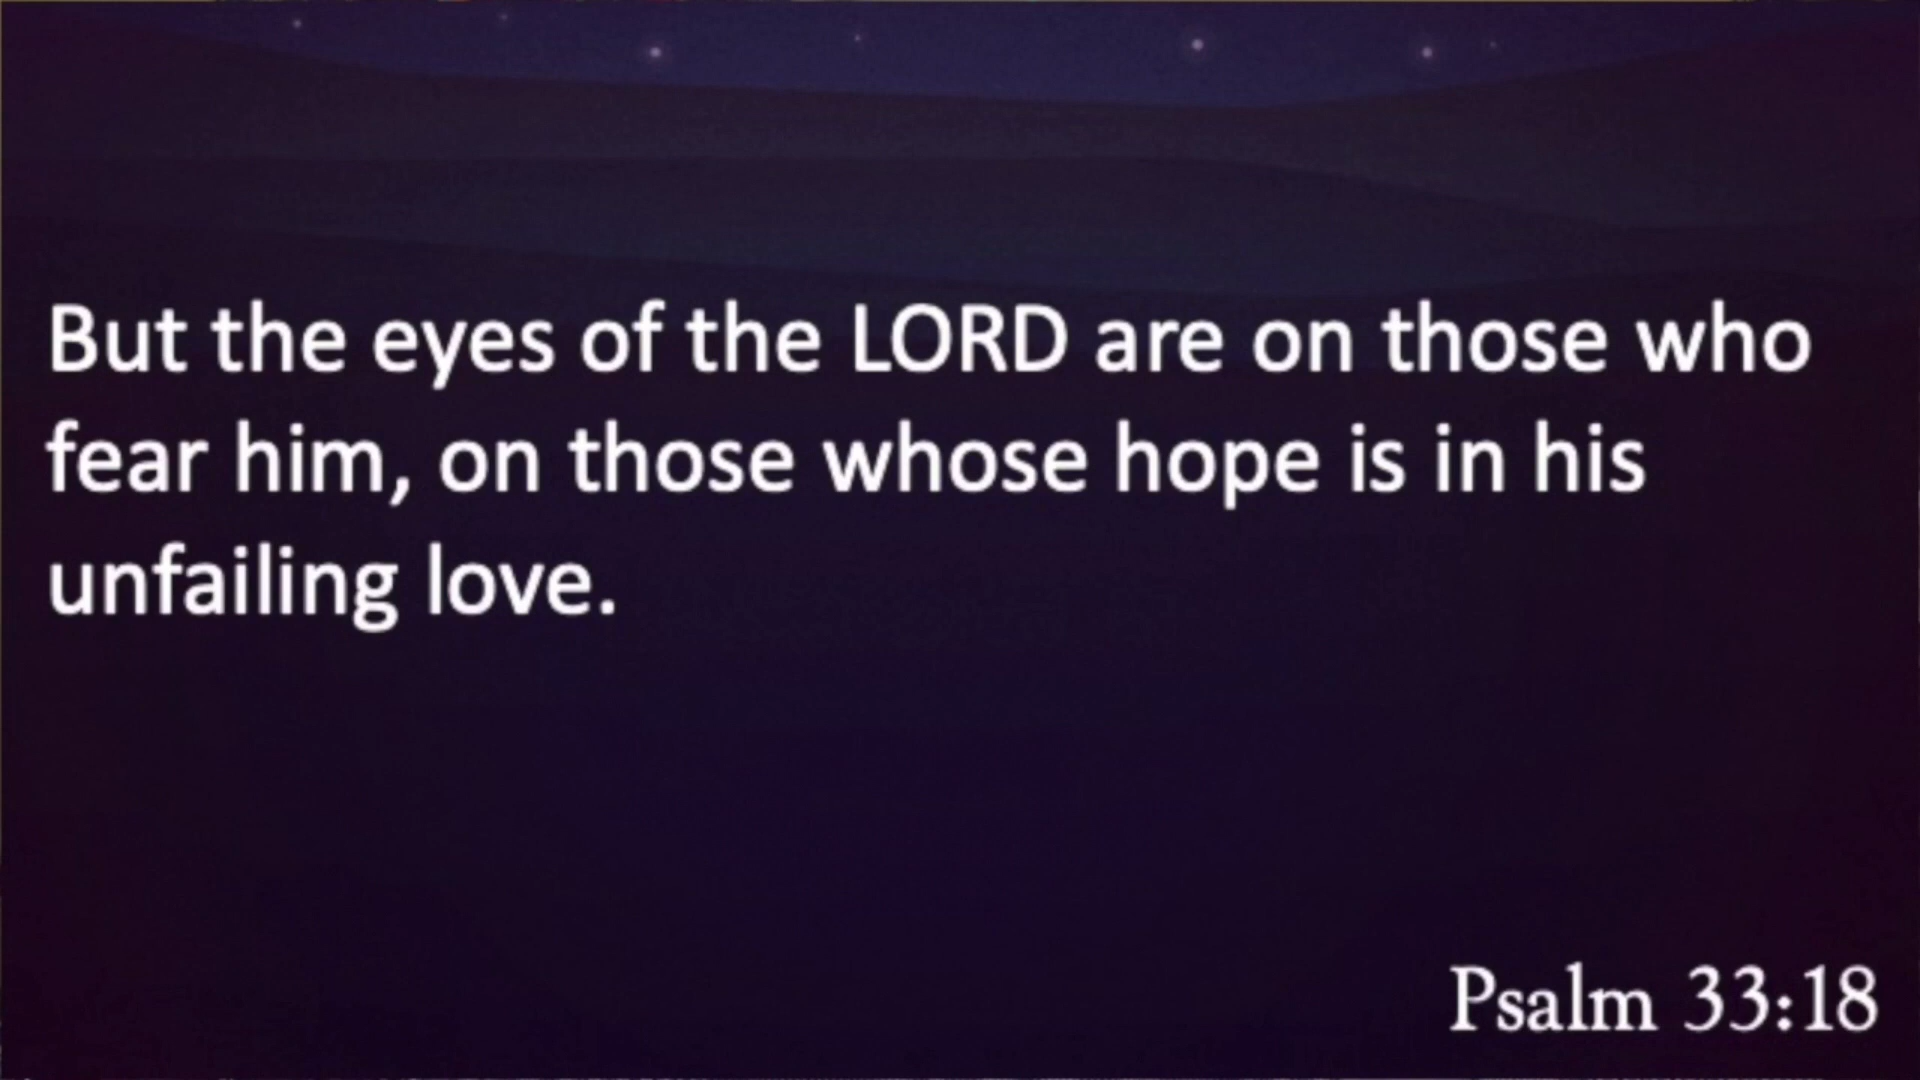 But the eyes of the LORD are on those who
fear him, on those whose hope is in his
unfailing love.
Psalm 33:18